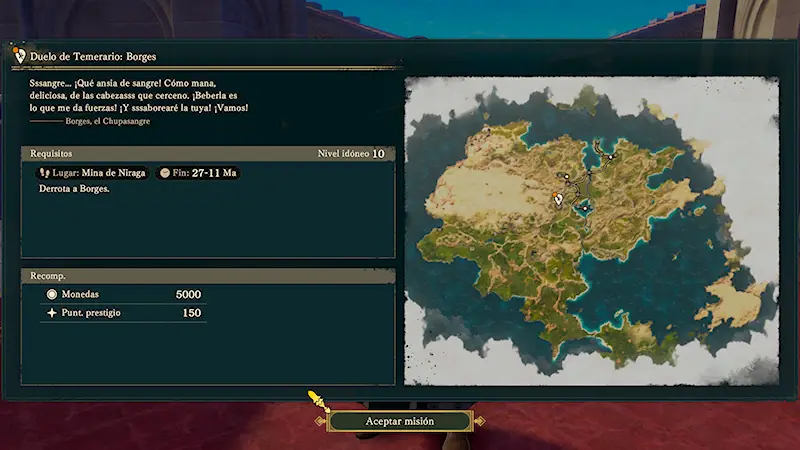 Duelo de Temerario: Borges
Sssangre... ¡Qué ansia de sangre! Cómo mana,
deliciosa, de las cabezasss que cerceno. ¡Beberla es
lo que me da fuerzas! ¡Y sssaborearé la tuya! ¡Vamos!
——— Borges, el Chupasangre
Requisitos Nivel idóneo 10
Lugar: Mina de Niraga Fin: 27-11 Ma
Derrota a Borges.
Recomp.
Monedas 5000
Punt. prestigio 150
Aceptar misión